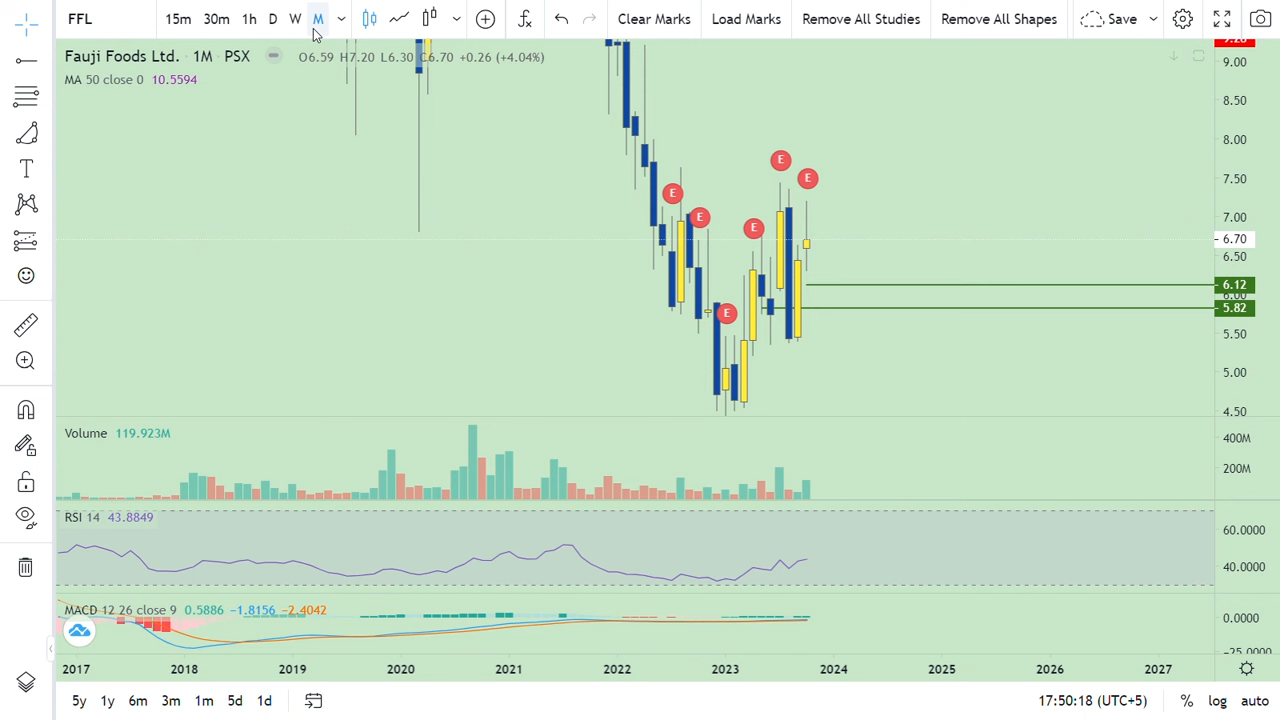 FFL 15m 30m 1h D W M Clear Marks Load Marks Remove All Studies Remove All Shapes Save
Fauji Foods Ltd. · 1M · PSX O6.59 H7.20 L6.30 C6.70 +0.26 (+4.04%)
MA 50 close 0 10.5594
9.00
8.50
8.00
7.50
7.00
6.70
6.50
6.12
6.00
5.82
5.50
5.00
4.50
E
E
E
E
E
E
Volume 119.923M
400M
200M
RSI 14 43.8849
60.0000
40.0000
MACD 12 26 close 9 0.5886 −1.8156 −2.4042
0.0000
−25.0000
2017 2018 2019 2020 2021 2022 2023 2024 2025 2026 2027
5y 1y 6m 3m 1m 5d 1d 17:50:18 (UTC+5) % log auto